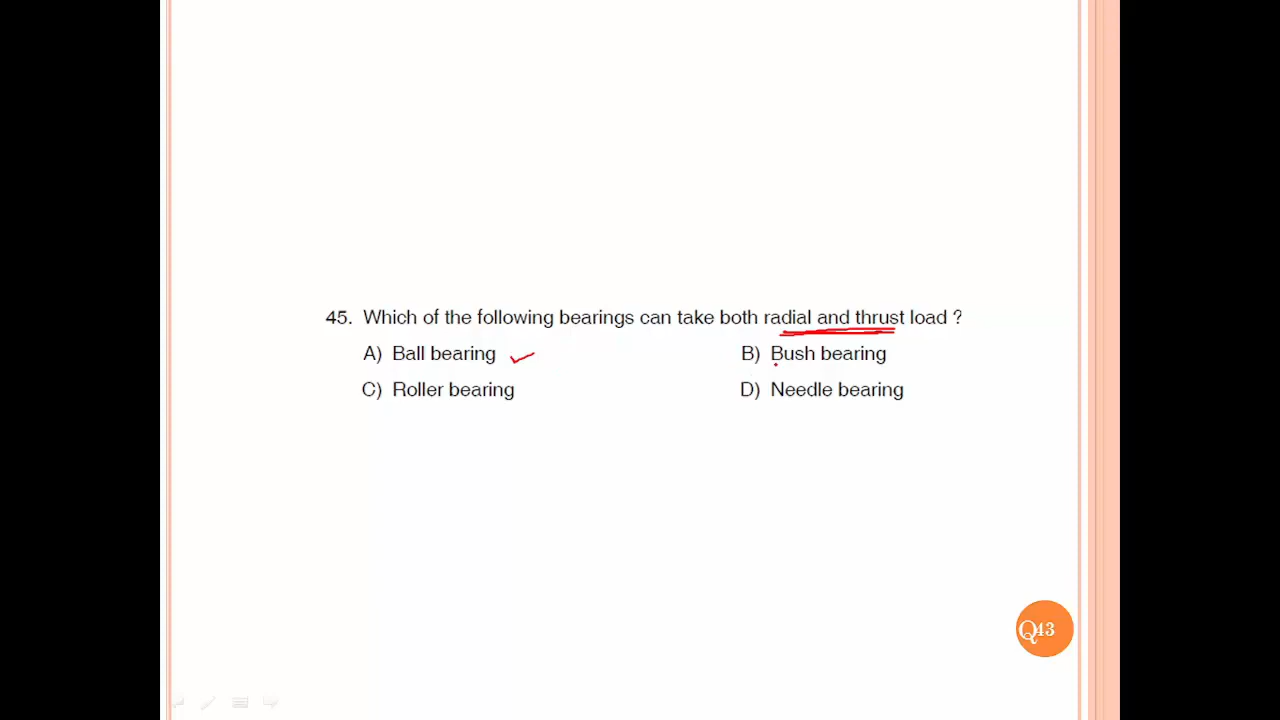 45. Which of the following bearings can take both radial and thrust load ?
A) Ball bearing B) Bush bearing
C) Roller bearing D) Needle bearing
Q43